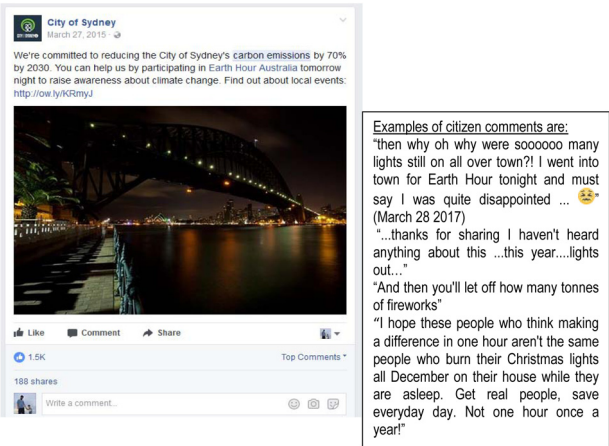 City of Sydney
March 27, 2015 ·
We're committed to reducing the City of Sydney's carbon emissions by 70%
by 2030. You can help us by participating in Earth Hour Australia tomorrow
night to raise awareness about climate change. Find out about local events:
http://ow.ly/KRmyJ
Like Comment Share
1.5K Top Comments
188 shares
Write a comment...
Examples of citizen comments are:
“then why oh why were soooooo many
lights still on all over town?! I went into
town for Earth Hour tonight and must
say I was quite disappointed ... 😢”
(March 28 2017)
“...thanks for sharing I haven't heard
anything about this ...this year....lights
out…”
“And then you'll let off how many tonnes
of fireworks”
“I hope these people who think making
a difference in one hour aren't the same
people who burn their Christmas lights
all December on their house while they
are asleep. Get real people, save
everyday day. Not one hour once a
year!”